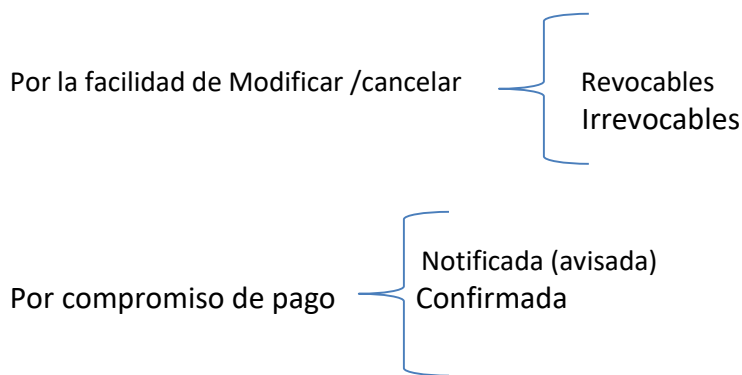 Por la facilidad de Modificar /cancelar
Revocables
Irrevocables
Notificada (avisada)
Por compromiso de pago
Confirmada